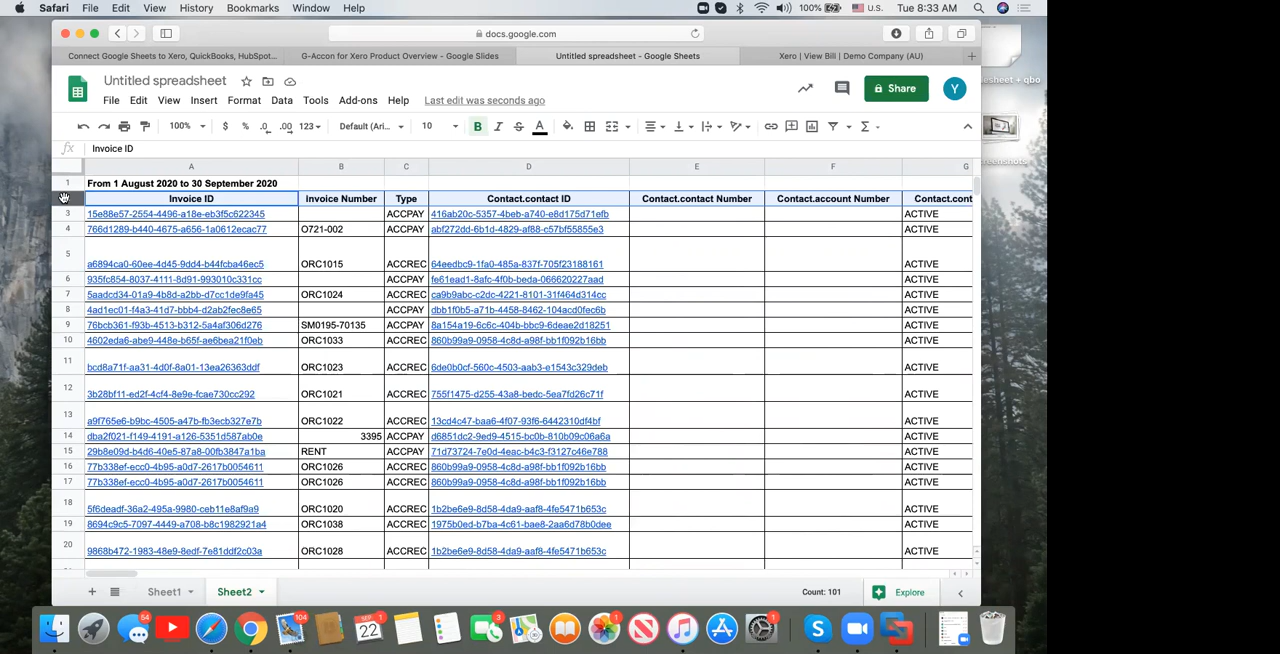 Safari File Edit View History Bookmarks Window Help 100% U.S. Tue 8:33 AM
docs.google.com
Connect Google Sheets to Xero, QuickBooks, HubSpot... G-Accon for Xero Product Overview - Google Slides Untitled spreadsheet - Google Sheets Xero | View Bill | Demo Company (AU)
Untitled spreadsheet
File Edit View Insert Format Data Tools Add-ons Help Last edit was seconds ago Share Y
100% $ % .0 .00 123 Default (Ari... 10 B I S A
fx Invoice ID
A B C D E F G
1 From 1 August 2020 to 30 September 2020
Invoice ID Invoice Number Type Contact.contact ID Contact.contact Number Contact.account Number Contact.cont
3 15e88e57-2554-4496-a18e-eb3f5c622345 ACCPAY 416ab20c-5357-4beb-a740-e8d175d71efb ACTIVE
4 766d1289-b440-4675-a656-1a0612ecac77 O721-002 ACCPAY abf272dd-6b1d-4829-af88-c57bf55855e3 ACTIVE
5 a6894ca0-60ee-4d45-9dd4-b44fcba46ec5 ORC1015 ACCREC 64eedbc9-1fa0-485a-837f-705f23188161 ACTIVE
6 935fc854-8037-4111-8d91-993010c331cc ACCPAY fe61ead1-8afc-4f0b-beda-066620227aad ACTIVE
7 5aadcd34-01a9-4b8d-a2bb-d7cc1de9fa45 ORC1024 ACCREC ca9b9abc-c2dc-4221-8101-31f464d314cc ACTIVE
8 4ad1ec01-f4a3-41d7-bbb4-d2ab2fec8e65 ACCPAY dbb1f0b5-a71b-4458-8462-104acd0fec6b ACTIVE
9 76bcb361-f93b-4513-b312-5a4af306d276 SM0195-70135 ACCPAY 8a154a19-6c6c-404b-bbc9-6deae2d18251 ACTIVE
10 4602eda6-abe9-448e-b65f-ae6bea21f0eb ORC1033 ACCREC 860b99a9-0958-4c8d-a98f-bb1f092b16bb ACTIVE
11 bcd8a71f-aa31-4d0f-8a01-13ea26363ddf ORC1023 ACCREC 6de0b0cf-560c-4503-aab3-e1543c329deb ACTIVE
12 3b28bf11-ed2f-4cf4-8e9e-fcae730cc292 ORC1021 ACCREC 755f1475-d255-43a8-bedc-5ea7fd26c71f ACTIVE
13 a9f765e6-b9bc-4505-a47b-fb3ecb327e7b ORC1022 ACCREC 13cd4c47-baa6-4f07-93f6-6442310df4bf ACTIVE
14 dba2f021-f149-4191-a126-5351d587ab0e 3395 ACCPAY d6851dc2-9ed9-4515-bc0b-810b09c06a6a ACTIVE
15 29b8e09d-b4d6-40e5-87a8-00fb3847a1ba RENT ACCPAY 71d73724-7e0d-4eac-b4c3-f3127c46e788 ACTIVE
16 77b338ef-ecc0-4b95-a0d7-2617b0054611 ORC1026 ACCREC 860b99a9-0958-4c8d-a98f-bb1f092b16bb ACTIVE
17 77b338ef-ecc0-4b95-a0d7-2617b0054611 ORC1026 ACCREC 860b99a9-0958-4c8d-a98f-bb1f092b16bb ACTIVE
18 5f6deadf-36a2-495a-9980-ceb11e8af9a9 ORC1020 ACCREC 1b2be6e9-8d58-4da9-aaf8-4fe5471b653c ACTIVE
19 8694c9c5-7097-4449-a708-b8c1982921a4 ORC1038 ACCREC 1975b0ed-b7ba-4c61-bae8-2aa6d78b0dee ACTIVE
20 9868b472-1983-48e9-8edf-7e81ddf2c03a ORC1028 ACCREC 1b2be6e9-8d58-4da9-aaf8-4fe5471b653c ACTIVE
Sheet1 Sheet2 Count: 101 Explore